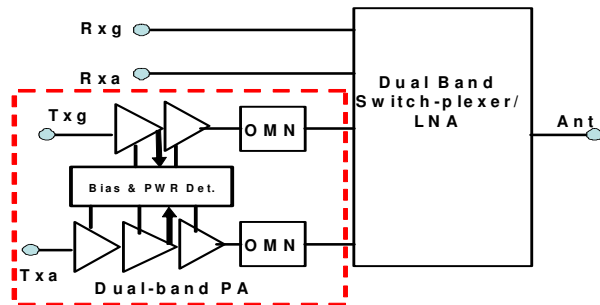 Rxg
Rxa
Dual Band
Switch-plexer/
LNA
Ant
Txg
OMN
Bias & PWR Det.
OMN
Txa
Dual-band PA